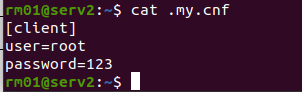 rm01@serv2:~$ cat .my.cnf
[client]
user=root
password=123
rm01@serv2:~$